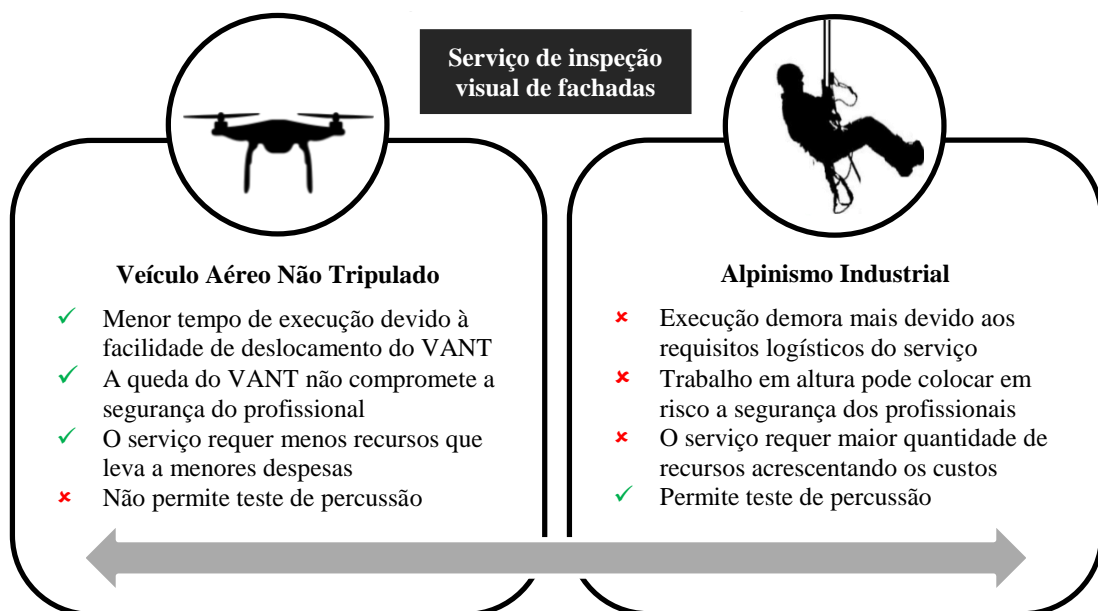 Serviço de inspeção
visual de fachadas
Veículo Aéreo Não Tripulado
✓ Menor tempo de execução devido à
facilidade de deslocamento do VANT
✓ A queda do VANT não compromete a
segurança do profissional
✓ O serviço requer menos recursos que
leva a menores despesas
✘ Não permite teste de percussão
Alpinismo Industrial
✘ Execução demora mais devido aos
requisitos logísticos do serviço
✘ Trabalho em altura pode colocar em
risco a segurança dos profissionais
✘ O serviço requer maior quantidade de
recursos acrescentando os custos
✓ Permite teste de percussão